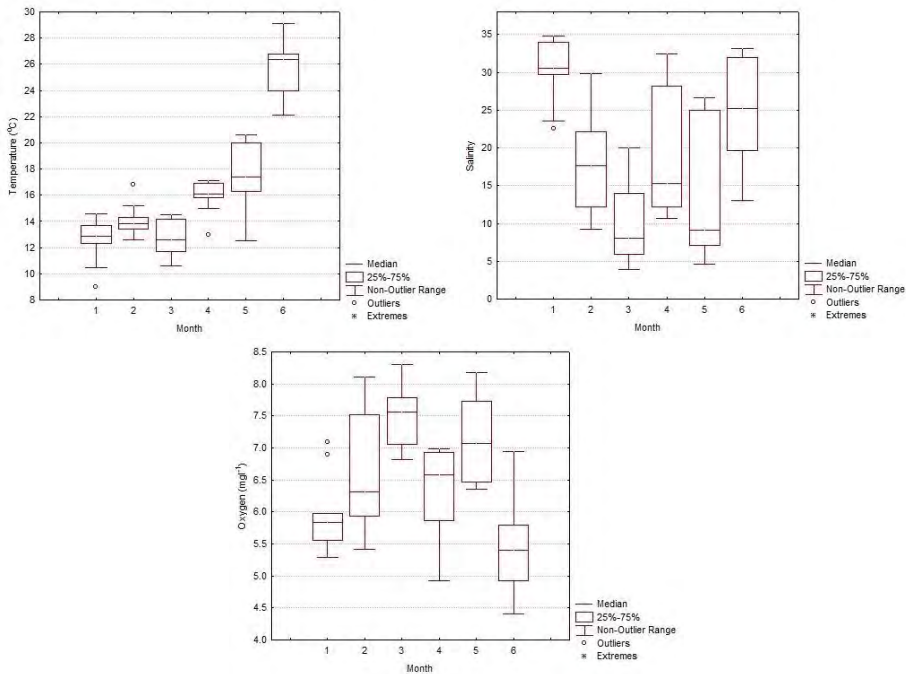 30
28
26
24
22
20
18
16
14
12
10
8
Temperature (⁰C)
1 2 3 4 5 6
Month
Median
25%-75%
Non-Outlier Range
Outliers
Extremes
35
30
25
20
15
10
5
0
Salinity
1 2 3 4 5 6
Month
Median
25%-75%
Non-Outlier Range
Outliers
Extremes
8.5
8.0
7.5
7.0
6.5
6.0
5.5
5.0
4.5
4.0
Oxygen (mgl⁻¹)
1 2 3 4 5 6
Month
Median
25%-75%
Non-Outlier Range
Outliers
Extremes